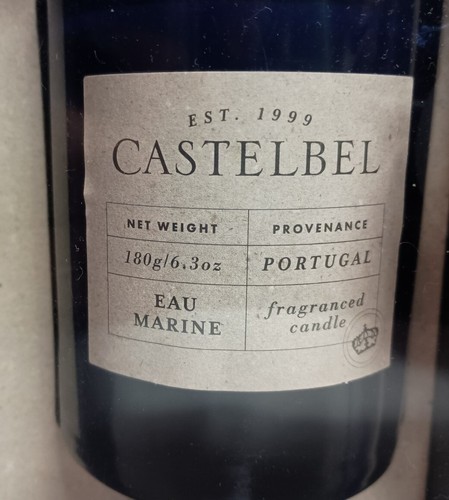 EST. 1999
CASTELBEL
NET WEIGHT
PROVENANCE
180g/6.3oz
PORTUGAL
EAU
MARINE
fragranced
candle